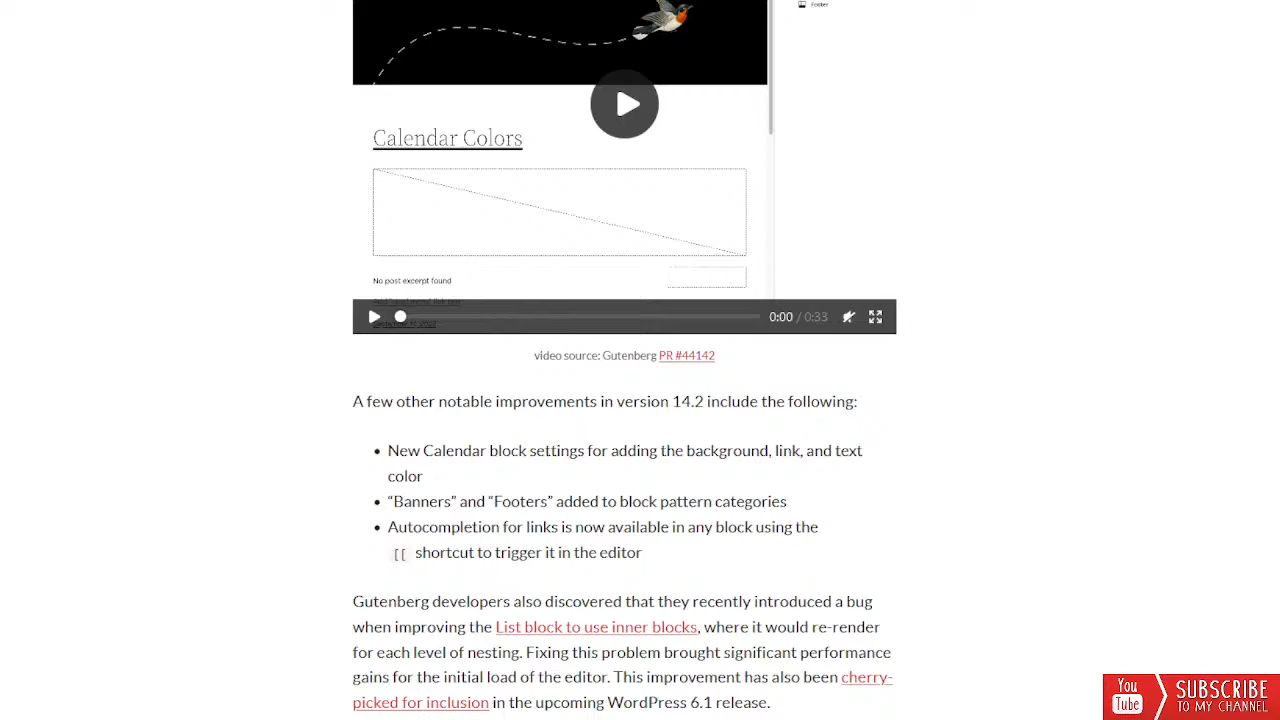 Footer
Calendar Colors
No post excerpt found
0:00 / 0:33
video source: Gutenberg PR #44142
A few other notable improvements in version 14.2 include the following:
New Calendar block settings for adding the background, link, and text
color
“Banners” and “Footers” added to block pattern categories
Autocompletion for links is now available in any block using the
[[ shortcut to trigger it in the editor
Gutenberg developers also discovered that they recently introduced a bug
when improving the List block to use inner blocks, where it would re-render
for each level of nesting. Fixing this problem brought significant performance
gains for the initial load of the editor. This improvement has also been cherry-
picked for inclusion in the upcoming WordPress 6.1 release.
You
Tube
SUBSCRIBE
TO MY CHANNEL